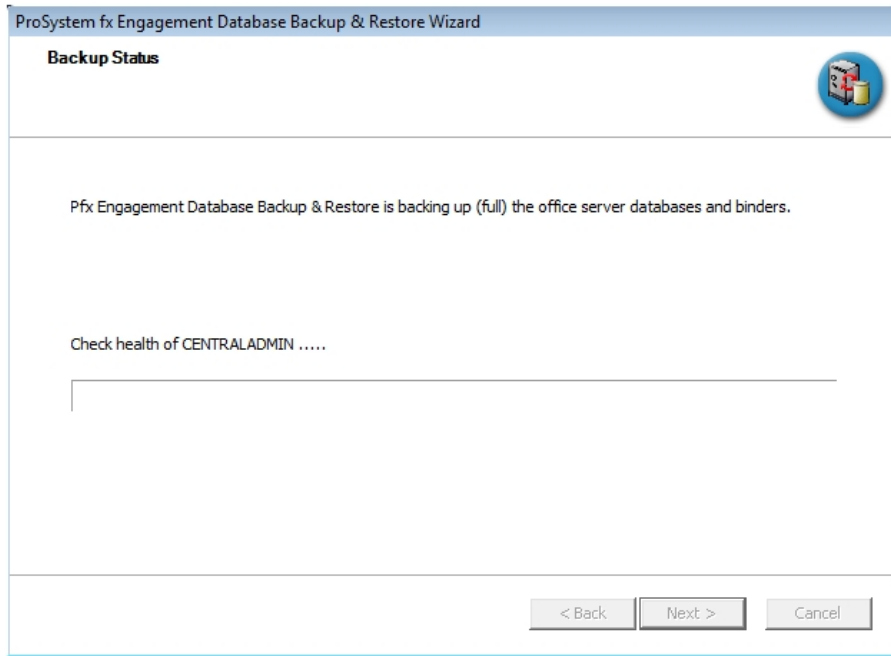 ProSystem fx Engagement Database Backup & Restore Wizard
Backup Status
Pfx Engagement Database Backup & Restore is backing up (full) the office server databases and binders.
Check health of CENTRALADMIN .....
< Back
Next >
Cancel